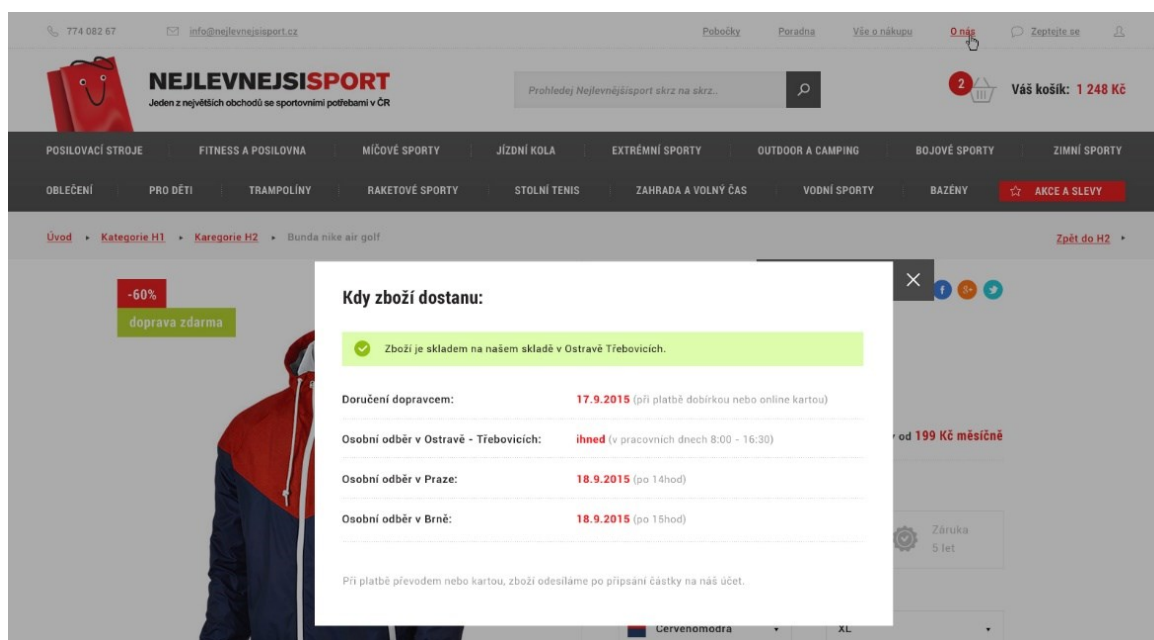 774 082 67 info@nejlevnejsisport.cz Pobočky Poradna Vše o nákupu O nás Zeptejte se
NEJLEVNEJSISPORT
Jeden z největších obchodů se sportovními potřebami v ČR
Prohledej Nejlevnějšisport skrz na skrz..
2
Váš košík: 1 248 Kč
POSILOVACÍ STROJE FITNESS A POSILOVNA MÍČOVÉ SPORTY JÍZDNÍ KOLA EXTRÉMNÍ SPORTY OUTDOOR A CAMPING BOJOVÉ SPORTY ZIMNÍ SPORTY
OBLEČENÍ PRO DĚTI TRAMPOLÍNY RAKETOVÉ SPORTY STOLNÍ TENIS ZAHRADA A VOLNÝ ČAS VODNÍ SPORTY BAZÉNY AKCE A SLEVY
Úvod Kategorie H1 Karegorie H2 Bunda nike air golf Zpět do H2
-60%
doprava zdarma
Kdy zboží dostanu:
Zboží je skladem na našem skladě v Ostravě Třebovicích.
Doručení dopravcem: 17.9.2015 (při platbě dobírkou nebo online kartou)
Osobní odběr v Ostravě - Třebovicích: ihned (v pracovních dnech 8:00 - 16:30)
Osobní odběr v Praze: 18.9.2015 (po 14hod)
Osobní odběr v Brně: 18.9.2015 (po 15hod)
Při platbě převodem nebo kartou, zboží odesíláme po připsání částky na náš účet.
od 199 Kč měsíčně
Záruka
5 let
Červenomodrá XL